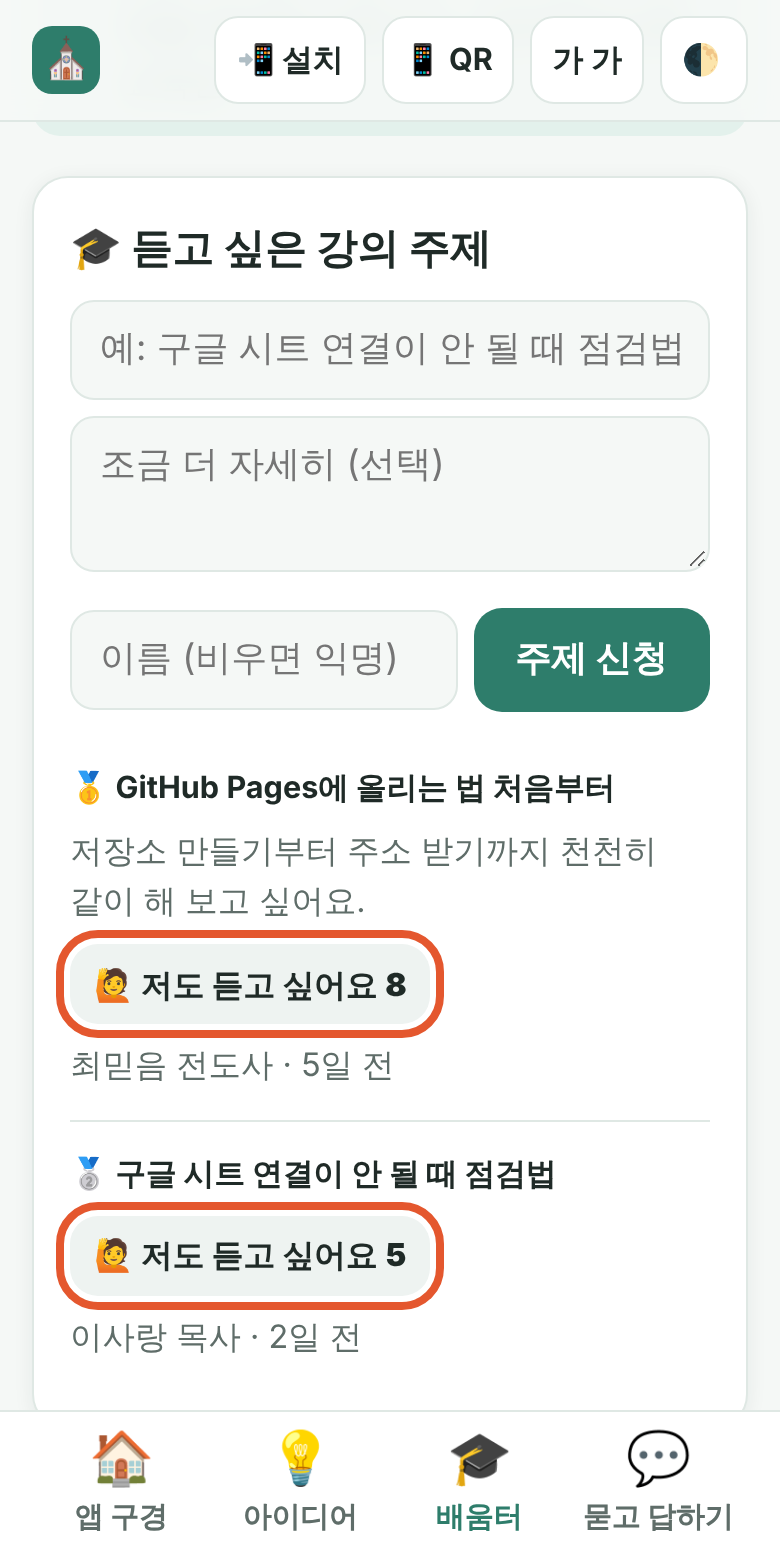 📲 설치
📱 QR
가 가
🎓 듣고 싶은 강의 주제
예: 구글 시트 연결이 안 될 때 점검법
조금 더 자세히 (선택)
이름 (비우면 익명)
주제 신청
🥇 GitHub Pages에 올리는 법 처음부터
저장소 만들기부터 주소 받기까지 천천히
같이 해 보고 싶어요.
🙋 저도 듣고 싶어요 8
최믿음 전도사 · 5일 전
🥈 구글 시트 연결이 안 될 때 점검법
🙋 저도 듣고 싶어요 5
이사랑 목사 · 2일 전
앱 구경
아이디어
배움터
묻고 답하기